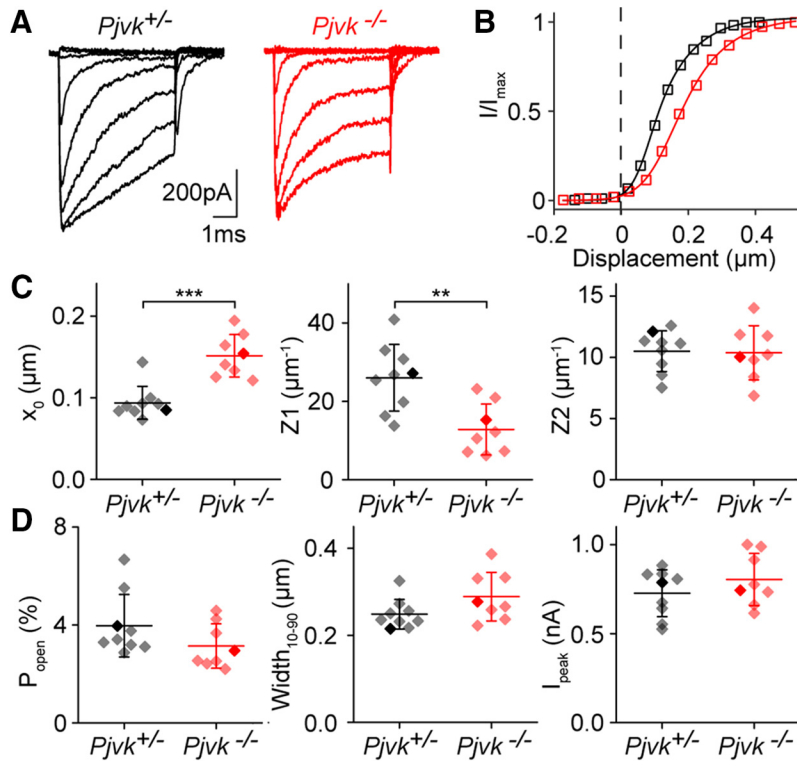 A
Pjvk+/-
Pjvk -/-
200pA
1ms
B
I/Imax
1
0.5
0
-0.2 0 0.2 0.4
Displacement (µm)
C
x0 (µm)
0.2
0.1
0.0
***
Pjvk+/- Pjvk -/-
Z1 (µm-1)
40
20
0
**
Pjvk+/- Pjvk -/-
Z2 (µm-1)
15
10
5
0
Pjvk+/- Pjvk -/-
D
Popen (%)
8
4
0
Pjvk+/- Pjvk -/-
Width10-90 (µm)
0.4
0.2
0.0
Pjvk+/- Pjvk -/-
Ipeak (nA)
1.0
0.5
0.0
Pjvk+/- Pjvk -/-